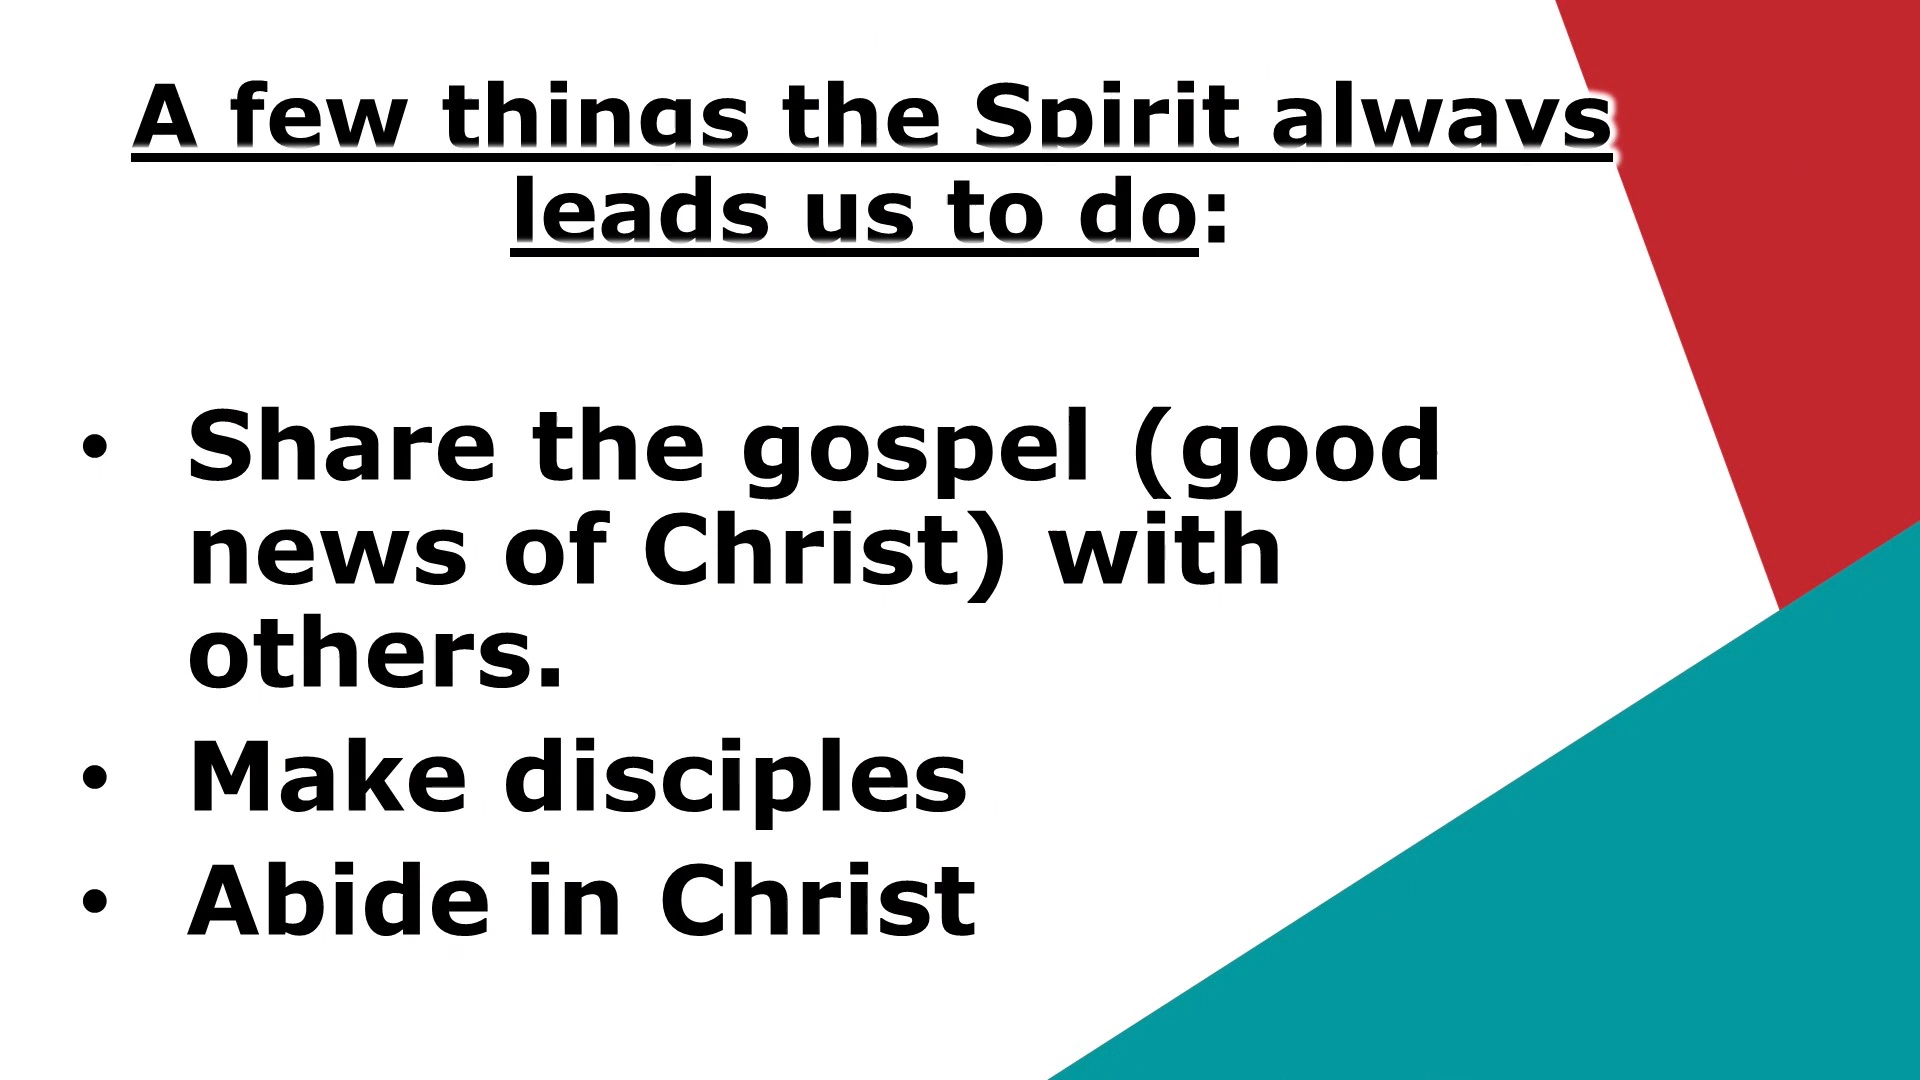 A few things the Spirit always
leads us to do:
• Share the gospel (good
news of Christ) with
others.
• Make disciples
• Abide in Christ